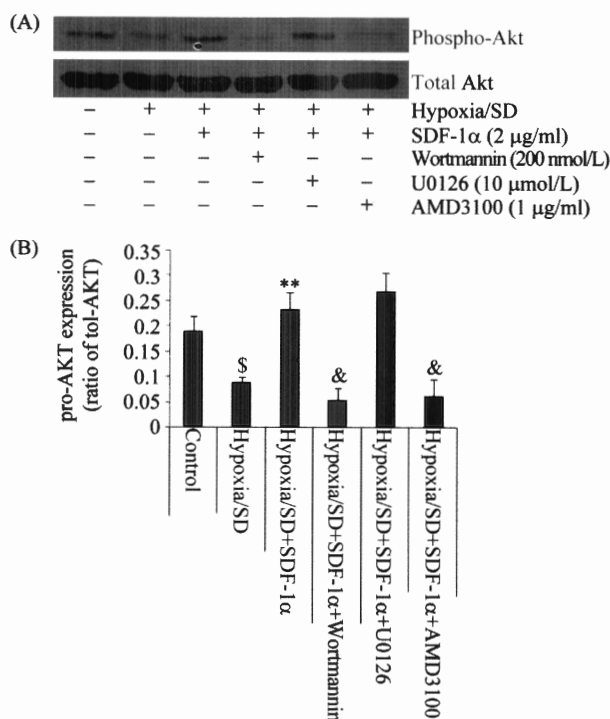 (A)
Phospho-Akt
Total Akt
− + + + + + Hypoxia/SD
− − + + + + SDF-1α (2 μg/ml)
− − − + − − Wortmannin (200 nmol/L)
− − − − + − U0126 (10 μmol/L)
− − − − − + AMD3100 (1 μg/ml)
(B)
pro-AKT expression
(ratio of tol-AKT)
0.35
0.3
0.25
0.2
0.15
0.1
0.05
0
$
**
&
&
Control
Hypoxia/SD
Hypoxia/SD+SDF-1α
Hypoxia/SD+SDF-1α+Wortmannin
Hypoxia/SD+SDF-1α+U0126
Hypoxia/SD+SDF-1α+AMD3100